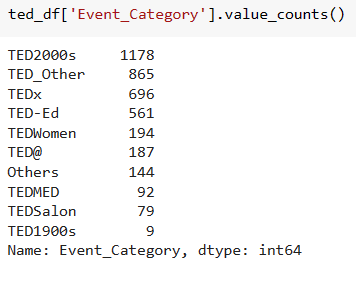 ted_df['Event_Category'].value_counts()
TED2000s 1178
TED_Other 865
TEDx 696
TED-Ed 561
TEDWomen 194
TED@ 187
Others 144
TEDMED 92
TEDSalon 79
TED1900s 9
Name: Event_Category, dtype: int64